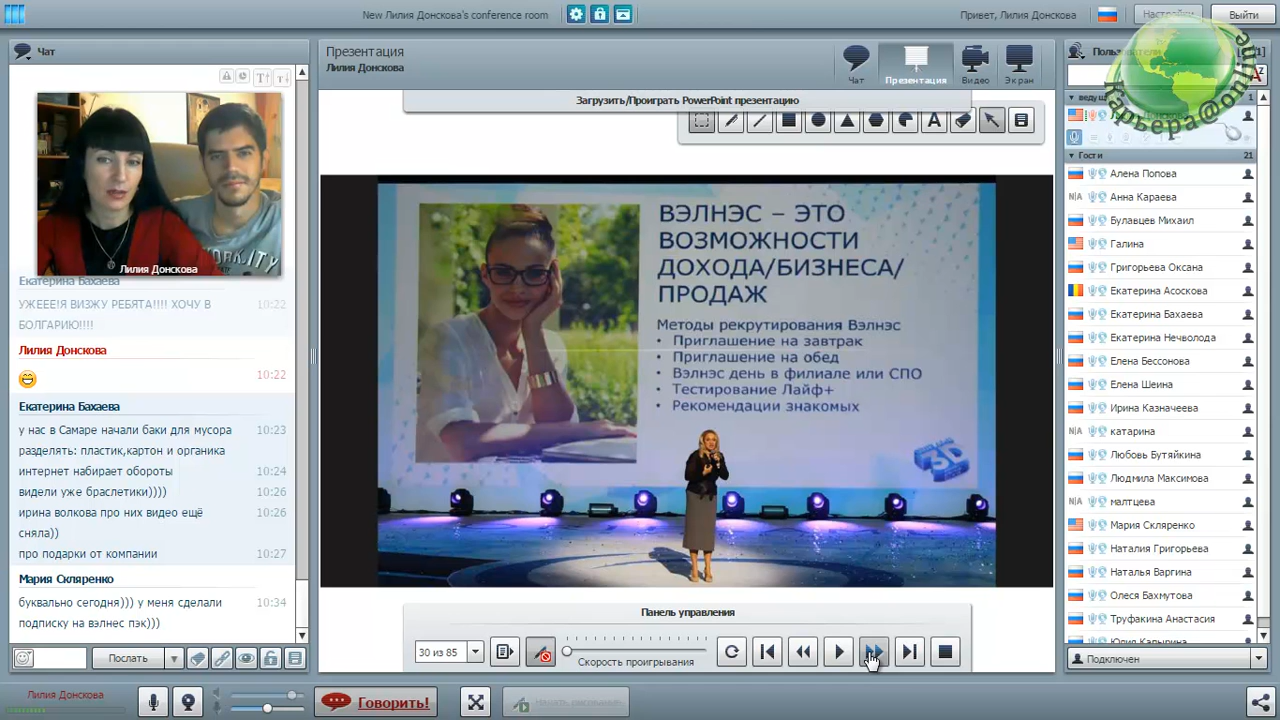 New Лилия Донскова's conference room
Привет, Лилия Донскова
Настройки
Выйти
Чат
Лилия Донскова
Екатерина Бахаева
УЖЕЕЕ!Я ВИЗЖУ РЕБЯТА!!!! ХОЧУ В
БОЛГАРИЮ!!!!
10:22
Лилия Донскова
10:22
Екатерина Бахаева
у нас в Самаре начали баки для мусора
10:23
разделять: пластик,картон и органика
интернет набирает обороты
10:24
видели уже браслетики))))
10:26
ирина волкова про них видео ещё
10:26
сняла))
про подарки от компании
10:27
Мария Скляренко
буквально сегодня))) у меня сделали
10:34
подписку на вэлнес пэк)))
Послать
Презентация
Лилия Донскова
Чат
Презентация
Видео
Экран
Загрузить/Проиграть PowerPoint презентацию
ВЭЛНЭС – ЭТО
ВОЗМОЖНОСТИ
ДОХОДА/БИЗНЕСА/
ПРОДАЖ
Методы рекрутирования Вэлнэс
• Приглашение на завтрак
• Приглашение на обед
• Вэлнэс день в филиале или СПО
• Тестирование Лайф+
• Рекомендации знакомых
3D
Панель управления
30 из 85
Скорость проигрывания
карьера@online
Гости
21
Алена Попова
N/A Анна Караева
Булавцев Михаил
Галина
Григорьева Оксана
Екатерина Асоскова
Екатерина Бахаева
Екатерина Неволода
Елена Бессонова
Елена Шеина
Ирина Казначеева
N/A катарина
Любовь Бутяйкина
Людмила Максимова
N/A малтцева
Мария Скляренко
Наталия Григорьева
Наталья Варгина
Олеся Бахмутова
Труфакина Анастасия
Подключен
Лилия Донскова
Говорить!